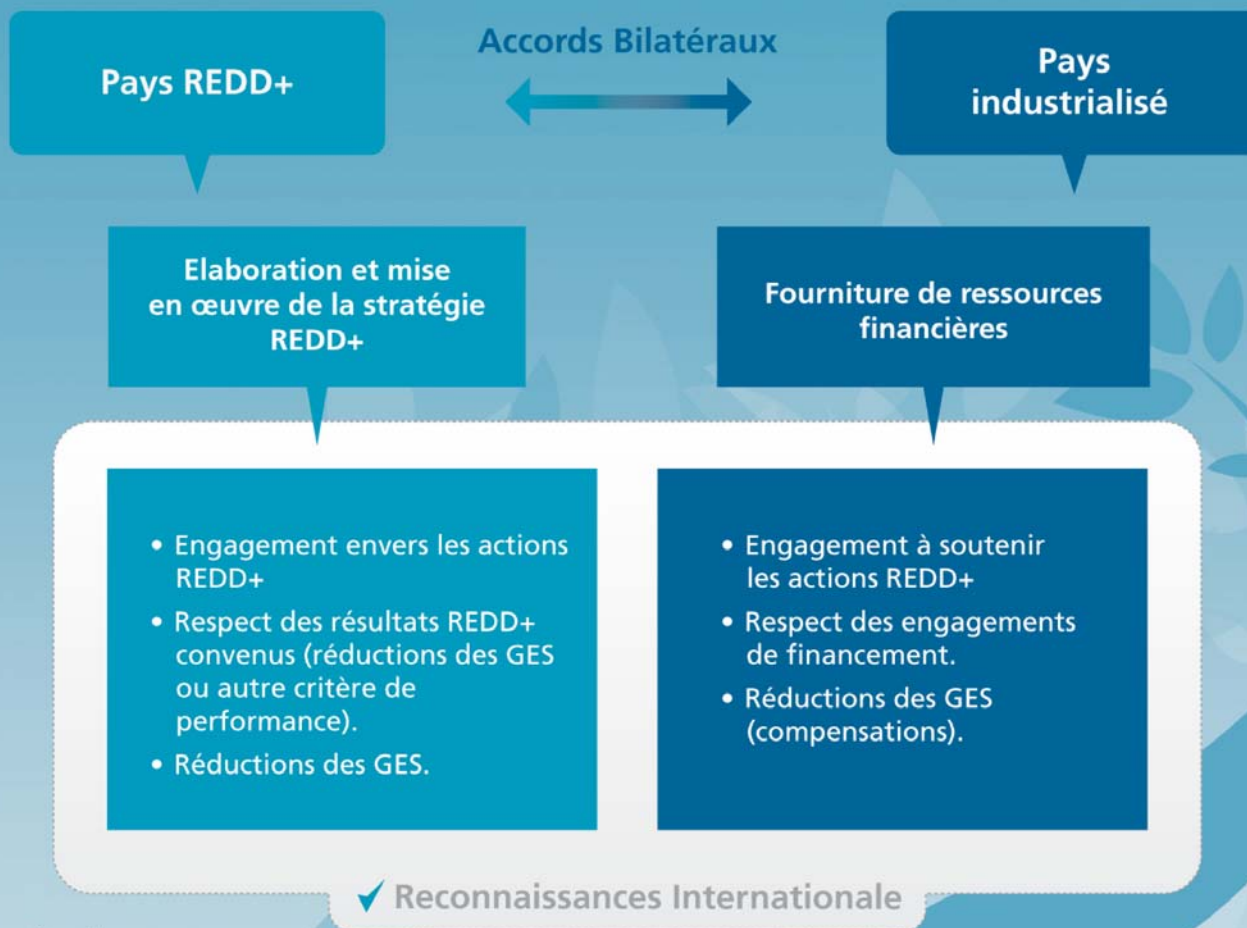 Pays REDD+
Accords Bilatéraux
Pays
industrialisé
Elaboration et mise
en œuvre de la stratégie
REDD+
Fourniture de ressources
financières
• Engagement envers les actions
REDD+
• Respect des résultats REDD+
convenus (réductions des GES
ou autre critère de
performance).
• Réductions des GES.
• Engagement à soutenir
les actions REDD+
• Respect des engagements
de financement.
• Réductions des GES
(compensations).
✓ Reconnaissances Internationale